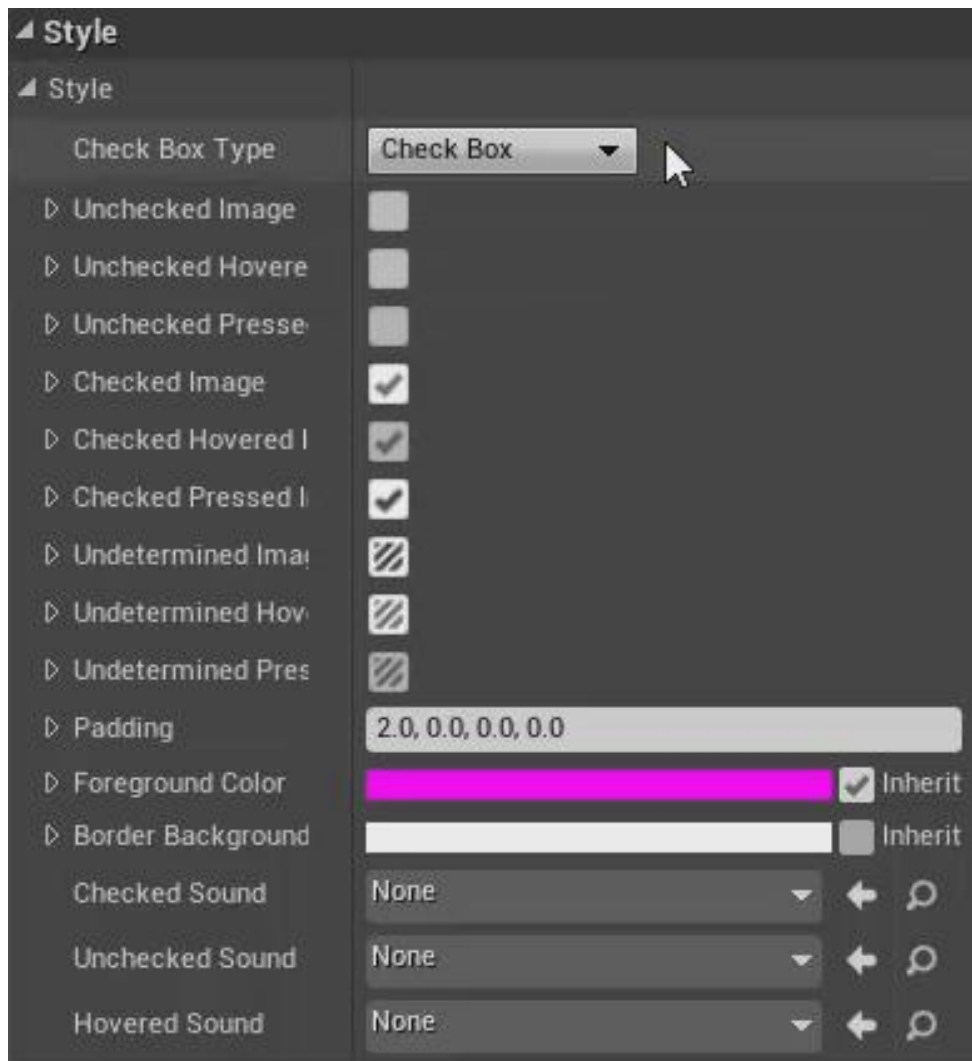 Style
Style
Check Box Type Check Box
Unchecked Image
Unchecked Hovere
Unchecked Presse
Checked Image
Checked Hovered I
Checked Pressed I
Undetermined Ima
Undetermined Hov
Undetermined Pres
Padding 2.0, 0.0, 0.0, 0.0
Foreground Color Inherit
Border Background Inherit
Checked Sound None
Unchecked Sound None
Hovered Sound None